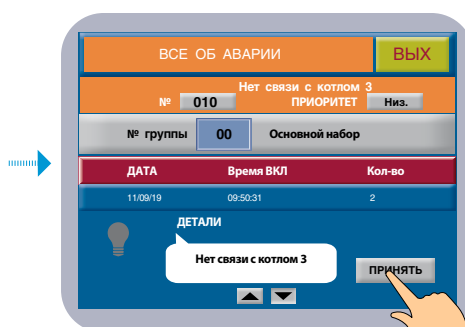 ВСЕ ОБ АВАРИИ ВЫХ
Нет связи с котлом 3
№ 010 ПРИОРИТЕТ Низ.
№ группы 00 Основной набор
ДАТА Время ВКЛ Кол-во
11/09/19 09:50:31 2
ДЕТАЛИ
Нет связи с котлом 3
ПРИНЯТЬ